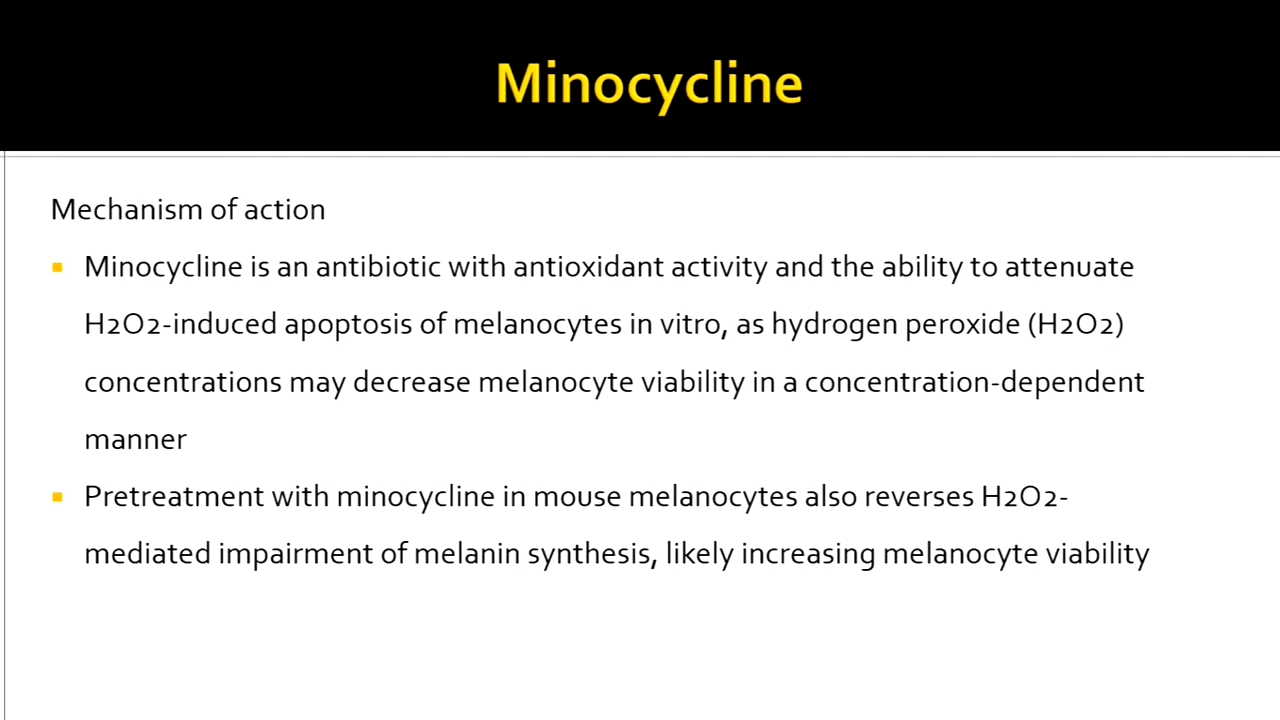 Minocycline
Mechanism of action
▪ Minocycline is an antibiotic with antioxidant activity and the ability to attenuate
H2O2-induced apoptosis of melanocytes in vitro, as hydrogen peroxide (H2O2)
concentrations may decrease melanocyte viability in a concentration-dependent
manner
▪ Pretreatment with minocycline in mouse melanocytes also reverses H2O2-
mediated impairment of melanin synthesis, likely increasing melanocyte viability